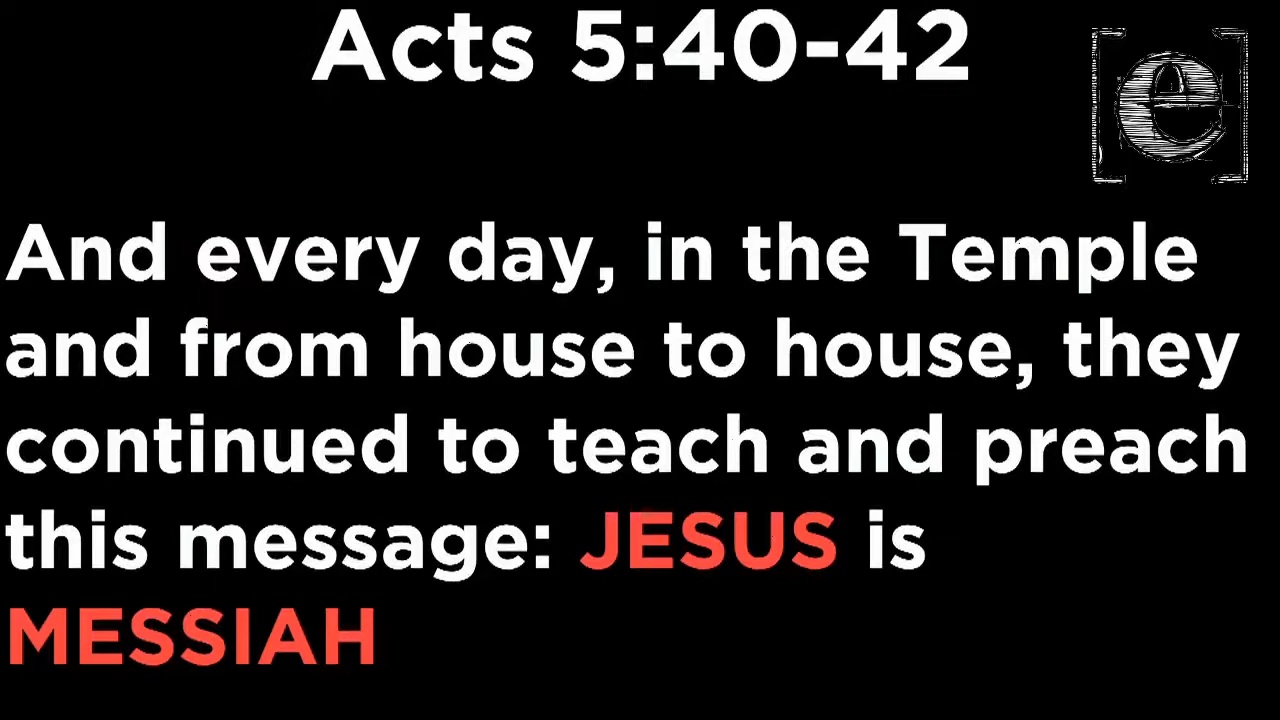 Acts 5:40-42
[e]
And every day, in the Temple
and from house to house, they
continued to teach and preach
this message: JESUS is
MESSIAH